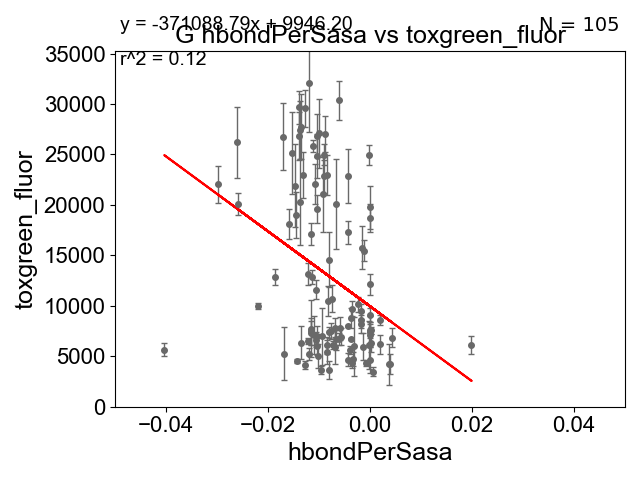 y = -371088.79x + 9946.20
N = 105
G hbondPerSasa vs toxgreen_fluor
r^2 = 0.12
35000
30000
25000
20000
15000
10000
5000
0
toxgreen_fluor
−0.04
−0.02
0.00
0.02
0.04
hbondPerSasa